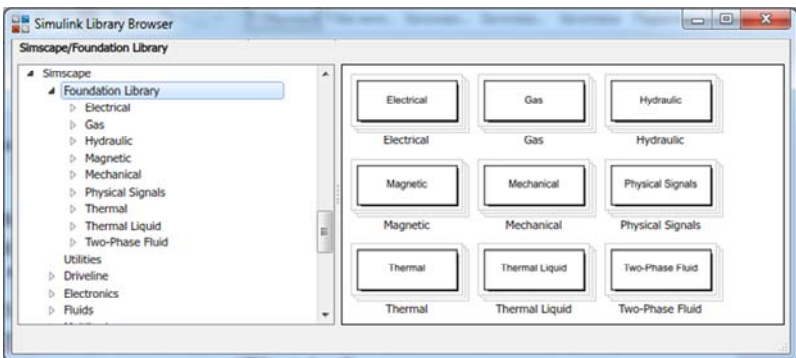 Simulink Library Browser
Simscape/Foundation Library
Simscape
Foundation Library
Electrical
Gas
Hydraulic
Magnetic
Mechanical
Physical Signals
Thermal
Thermal Liquid
Two-Phase Fluid
Utilities
Driveline
Electronics
Fluids
Electrical Gas Hydraulic
Electrical Gas Hydraulic
Magnetic Mechanical Physical Signals
Magnetic Mechanical Physical Signals
Thermal Thermal Liquid Two-Phase Fluid
Thermal Thermal Liquid Two-Phase Fluid